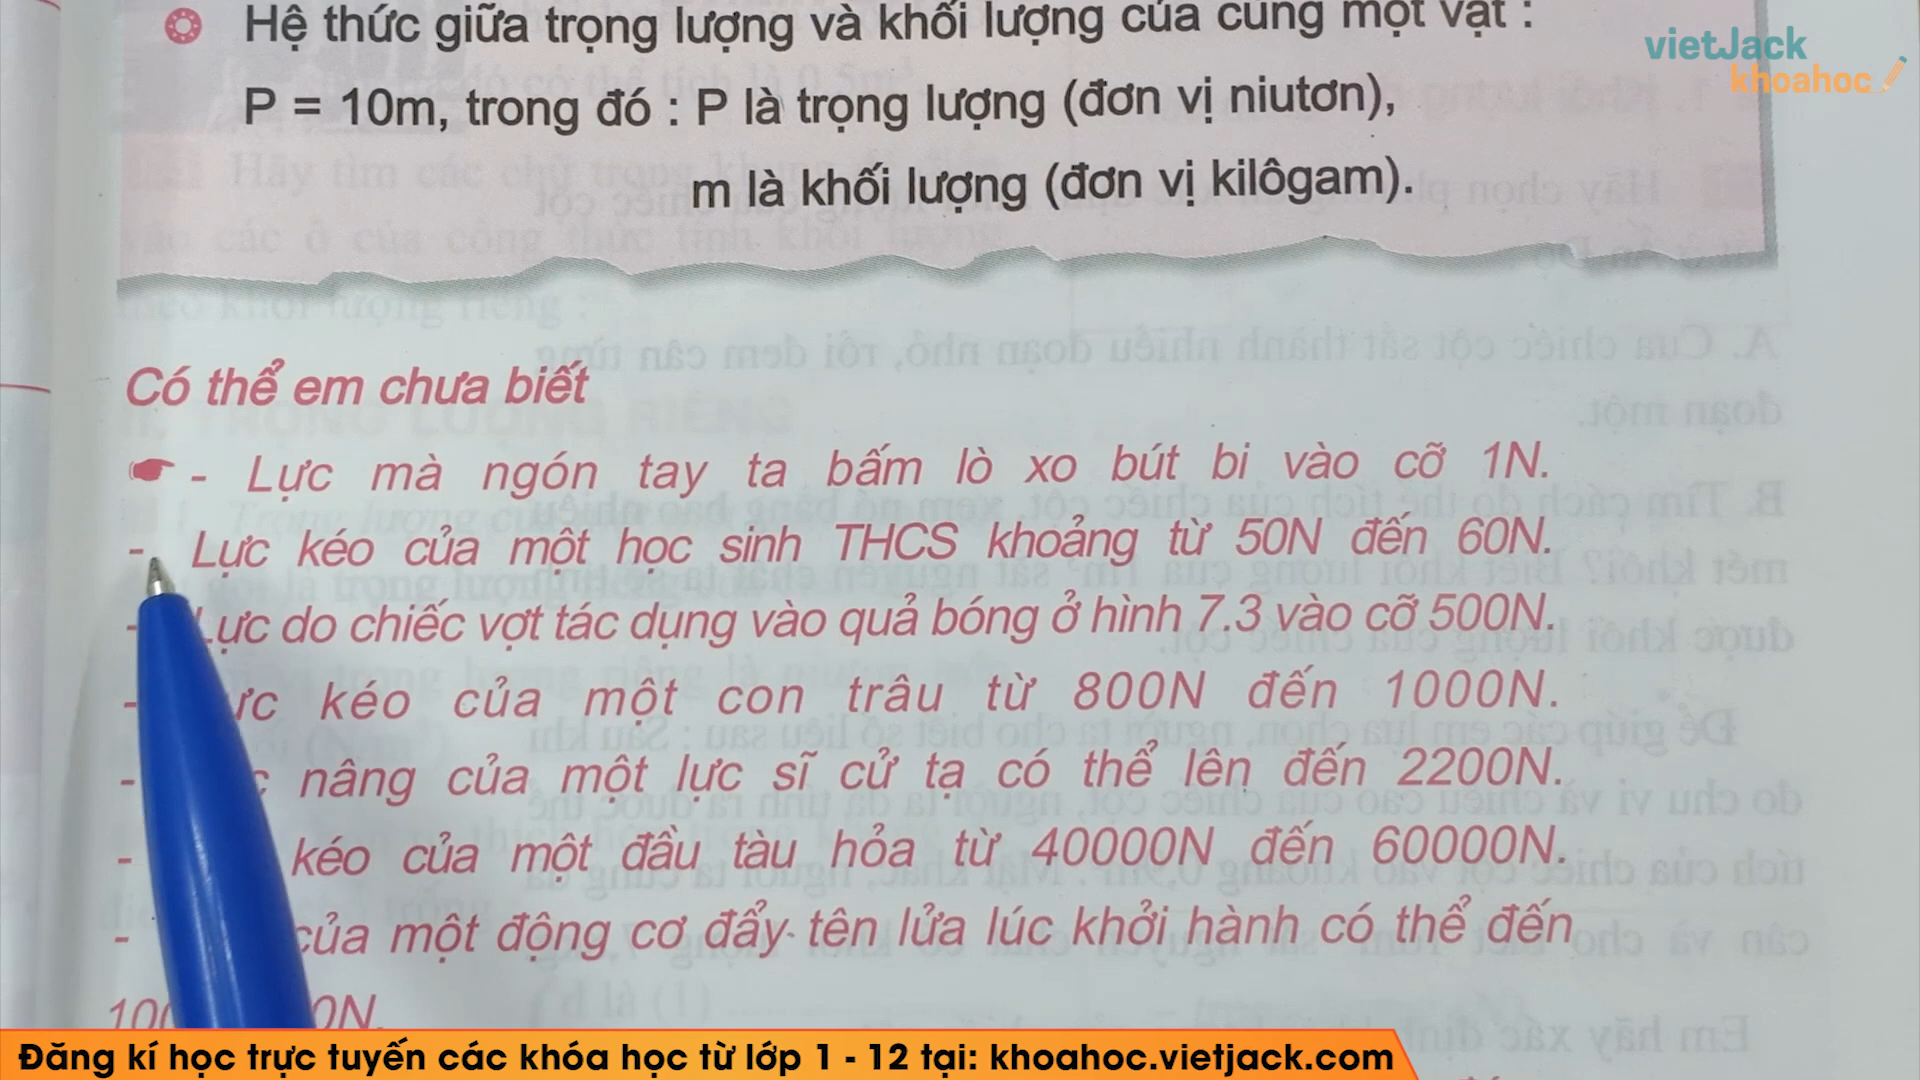 Hệ thức giữa trọng lượng và khối lượng của cùng một vật :
P = 10m, trong đó : P là trọng lượng (đơn vị niutơn),
m là khối lượng (đơn vị kilôgam).
vietJack
khoahoc
Có thể em chưa biết
- Lực mà ngón tay ta bấm lò xo bút bi vào cỡ 1N.
- Lực kéo của một học sinh THCS khoảng từ 50N đến 60N.
- Lực do chiếc vợt tác dụng vào quả bóng ở hình 7.3 vào cỡ 500N.
- kéo của một con trâu từ 800N đến 1000N.
- nâng của một lực sĩ cử tạ có thể lên đến 2200N.
- kéo của một đầu tàu hỏa từ 40000N đến 60000N.
- của một động cơ đẩy tên lửa lúc khởi hành có thể đến
Đăng kí học trực tuyến các khóa học từ lớp 1 - 12 tại: khoahoc.vietjack.com